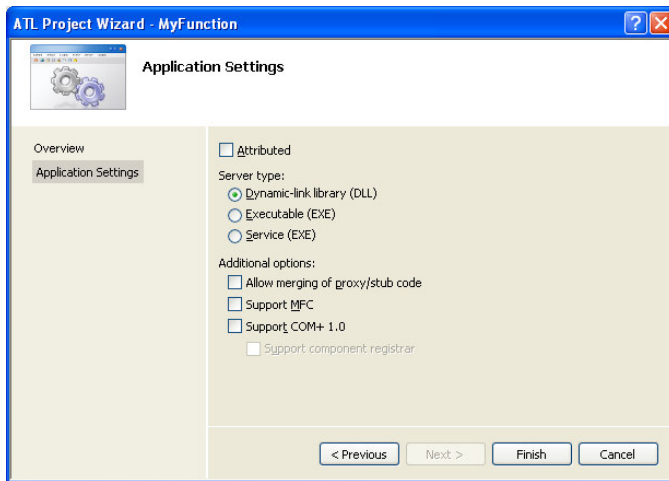 ATL Project Wizard - MyFunction
Application Settings
Overview
Application Settings
Attributed
Server type:
Dynamic-link library (DLL)
Executable (EXE)
Service (EXE)
Additional options:
Allow merging of proxy/stub code
Support MFC
Support COM+ 1.0
Support component registrar
< Previous
Next >
Finish
Cancel